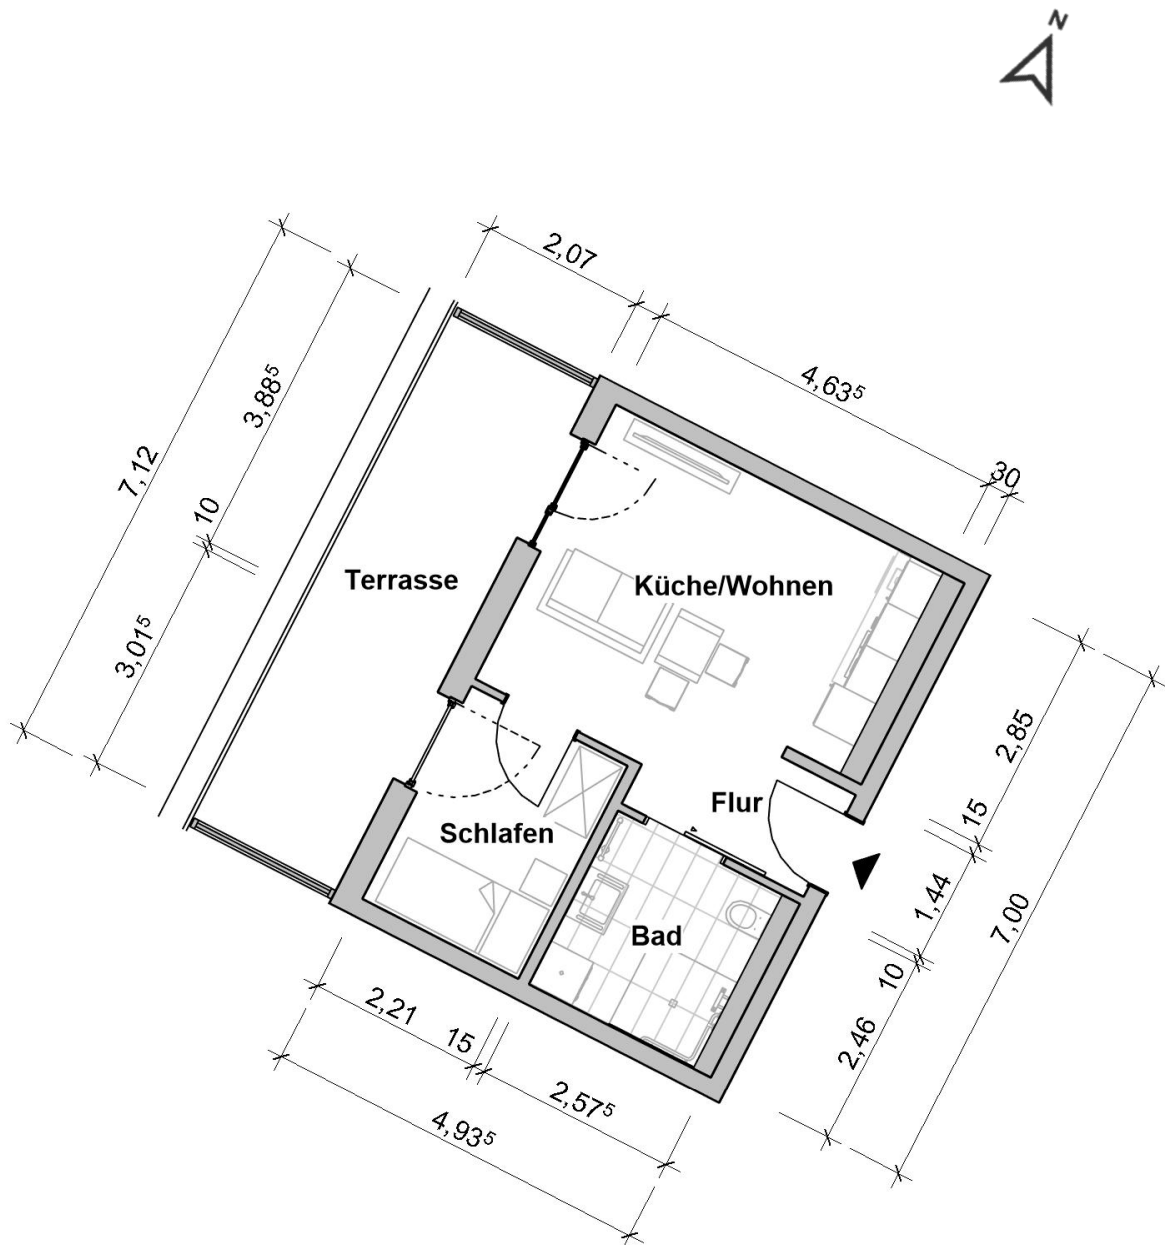 N
2,07
4,63⁵
30
7,12
3,88⁵
10
3,01⁵
Terrasse
Küche/Wohnen
Flur
Schlafen
Bad
2,85
15
1,44
7,00
10
2,46
2,21
15
2,57⁵
4,93⁵